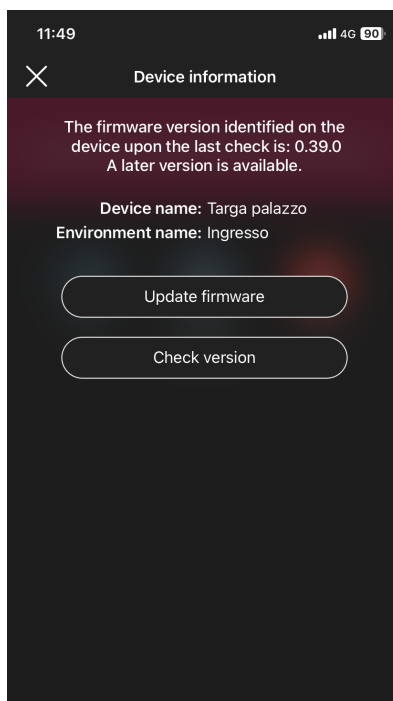 11:49
4G 90
Device information
The firmware version identified on the
device upon the last check is: 0.39.0
A later version is available.
Device name: Targa palazzo
Environment name: Ingresso
Update firmware
Check version